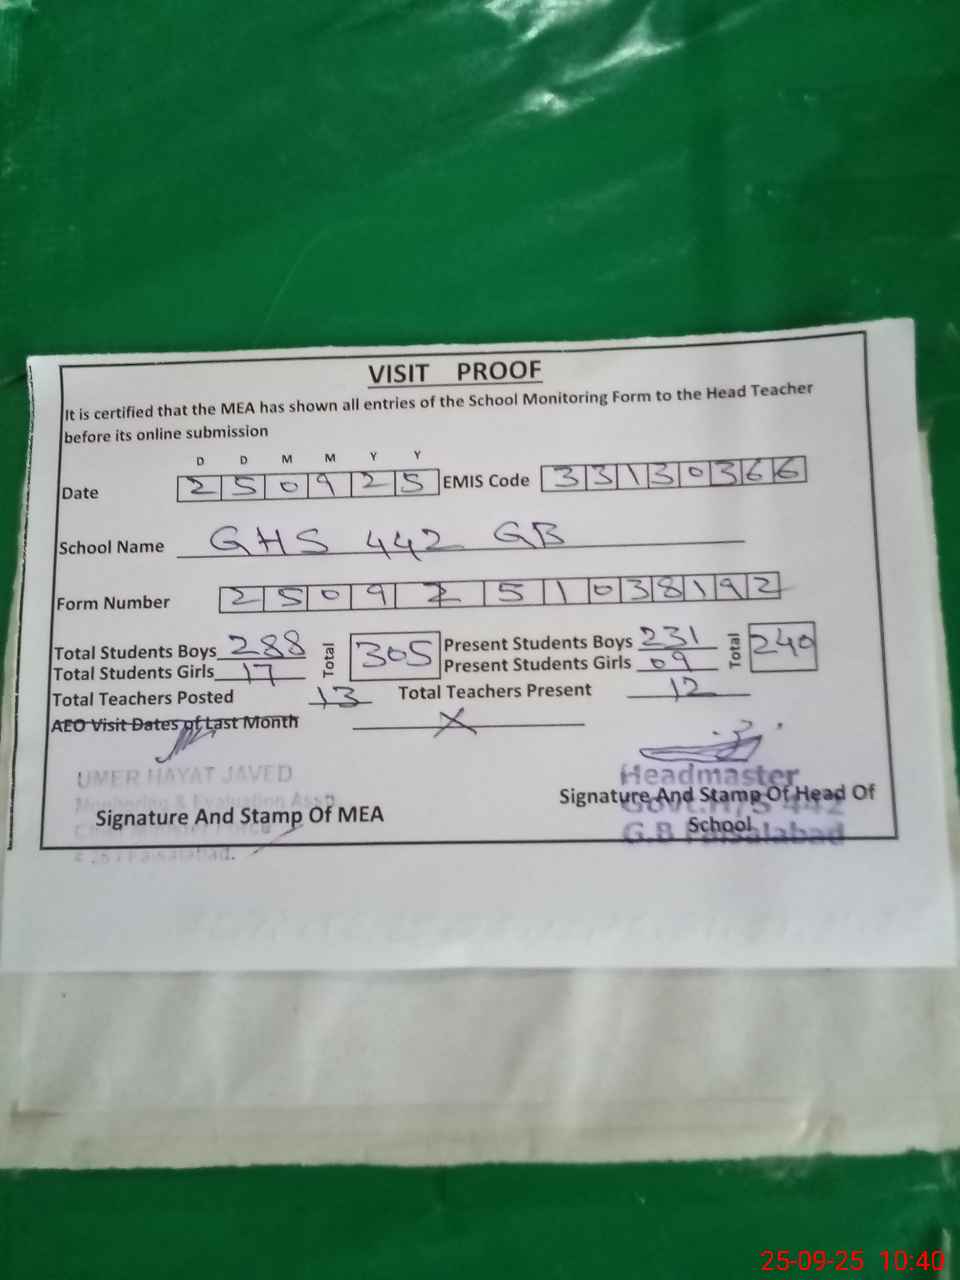 VISIT PROOF
It is certified that the MEA has shown all entries of the School Monitoring Form to the Head Teacher
before its online submission
D D M M Y Y
Date 2 5 0 9 2 5 EMIS Code 3 3 1 3 0 3 6 6
School Name GHS 442 GB
Form Number 2 5 0 9 2 5 1 0 3 8 1 9 2
Total Students Boys 288 Total 305 Present Students Boys 231 Total 240
Total Students Girls 17 Present Students Girls 09
Total Teachers Posted 13 Total Teachers Present 12
AEO Visit Dates of Last Month X
UMER HAYAT JAVED
Monitoring & Evaluation
Signature And Stamp Of MEA
Faisalabad.
Headmaster
Signature And Stamp Of Head Of
School
Govt. H/S 442
G.B Faisalabad
25-09-25 10:40